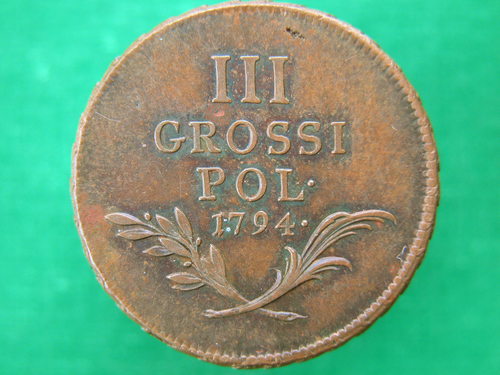 III
GROSSI
POL·
1794·